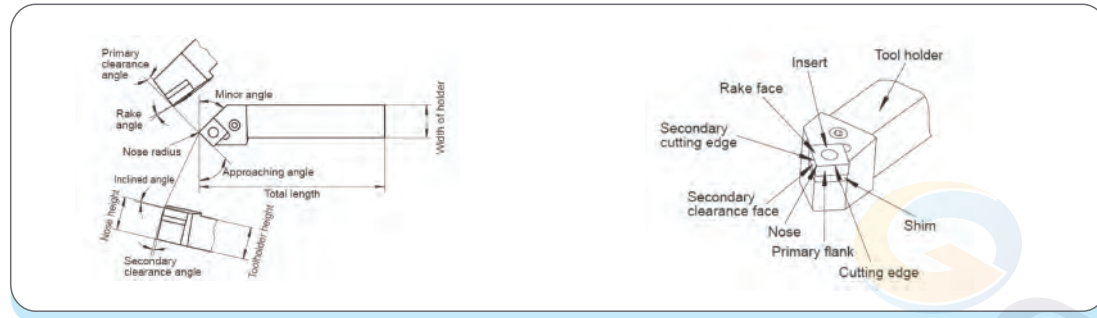 Primary
clearance
angle
Rake
angle
Minor angle
Nose radius
Approaching angle
Total length
Width of holder
Inclined angle
Nose height
Toolholder height
Secondary
clearance angle
Tool holder
Insert
Rake face
Secondary
cutting edge
Secondary
clearance face
Nose
Primary flank
Cutting edge
Shim